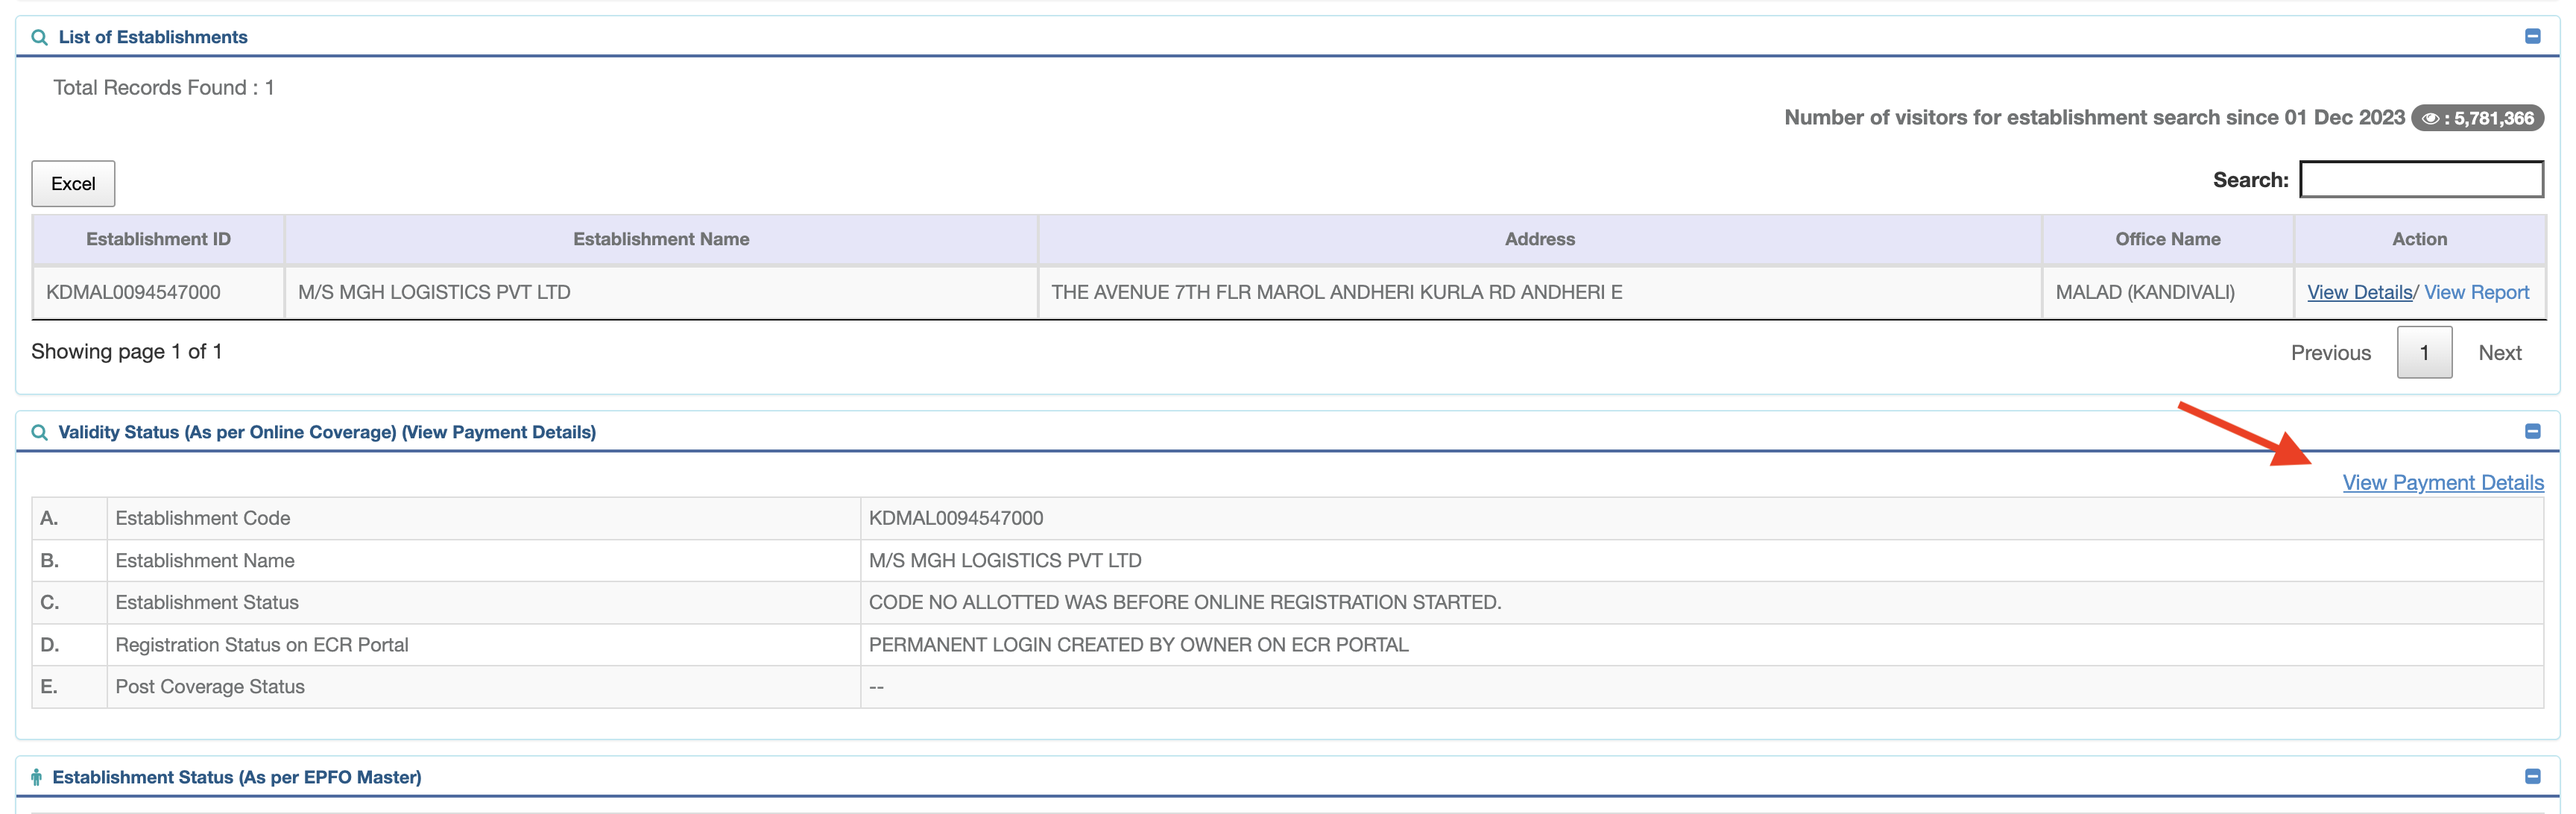 List of Establishments
Total Records Found : 1
Number of visitors for establishment search since 01 Dec 2023 : 5,781,366
Excel
Search:
Establishment ID Establishment Name Address Office Name Action
KDMAL0094547000 M/S MGH LOGISTICS PVT LTD THE AVENUE 7TH FLR MAROL ANDHERI KURLA RD ANDHERI E MALAD (KANDIVALI) View Details/ View Report
Showing page 1 of 1
Previous 1 Next
Validity Status (As per Online Coverage) (View Payment Details)
View Payment Details
A. Establishment Code KDMAL0094547000
B. Establishment Name M/S MGH LOGISTICS PVT LTD
C. Establishment Status CODE NO ALLOTTED WAS BEFORE ONLINE REGISTRATION STARTED.
D. Registration Status on ECR Portal PERMANENT LOGIN CREATED BY OWNER ON ECR PORTAL
E. Post Coverage Status --
Establishment Status (As per EPFO Master)